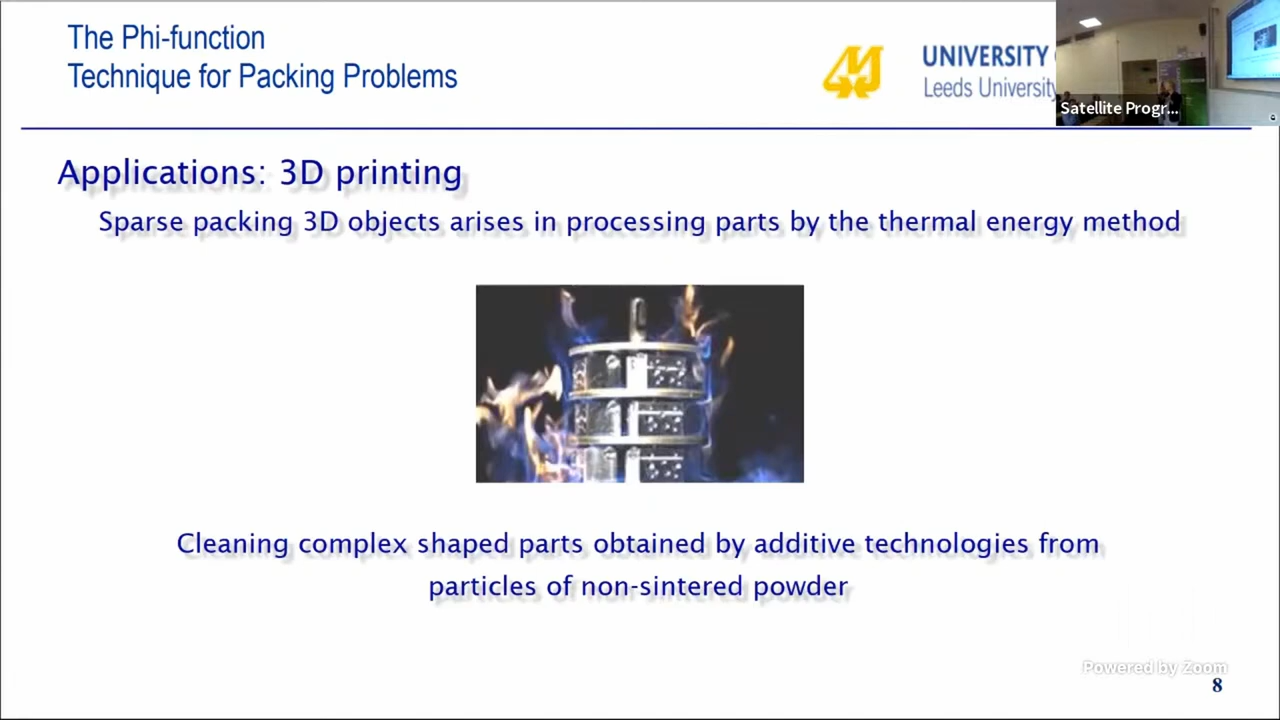 The Phi-function
Technique for Packing Problems
UNIVERSITY
Leeds University
Satellite Progr...
Applications: 3D printing
Sparse packing 3D objects arises in processing parts by the thermal energy method
Cleaning complex shaped parts obtained by additive technologies from
particles of non-sintered powder
Powered by Zoom
8